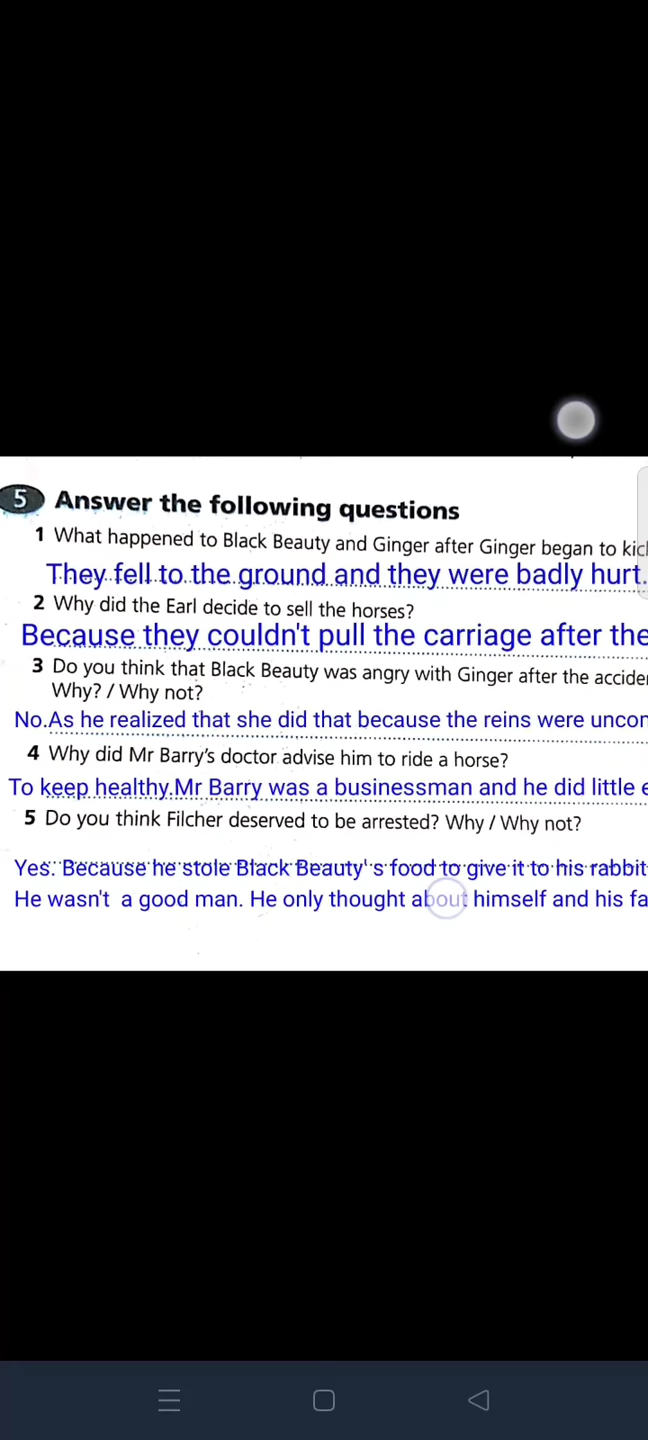 5 Answer the following questions
1 What happened to Black Beauty and Ginger after Ginger began to
They fell to the ground and they were badly hurt.
2 Why did the Earl decide to sell the horses?
Because they couldn't pull the carriage after the
3 Do you think that Black Beauty was angry with Ginger after the
Why? / Why not?
No.As he realized that she did that because the reins were
4 Why did Mr Barry's doctor advise him to ride a horse?
To keep healthy.Mr Barry was a businessman and he did little
5 Do you think Filcher deserved to be arrested? Why / Why not?
Yes. Because he stole Black Beauty's food to give it to his rabbit
He wasn't a good man. He only thought about himself and his